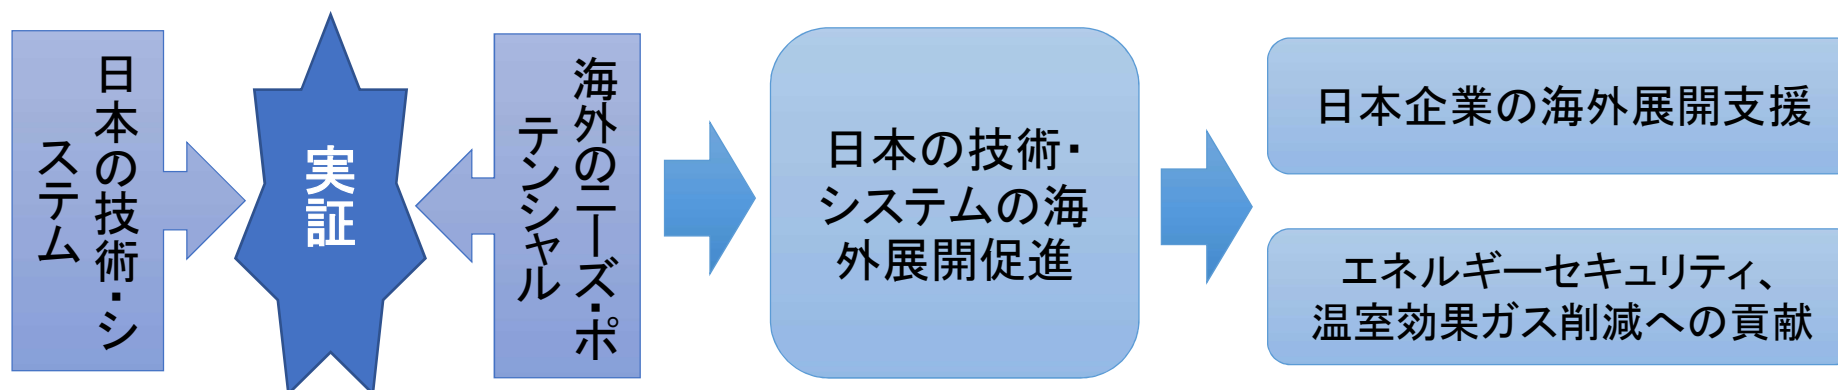 日本の技術・シ
ステム
実証
海外のニーズ・ポ
テンシャル
日本の技術・
システムの海
外展開促進
日本企業の海外展開支援
エネルギーセキュリティ、
温室効果ガス削減への貢献